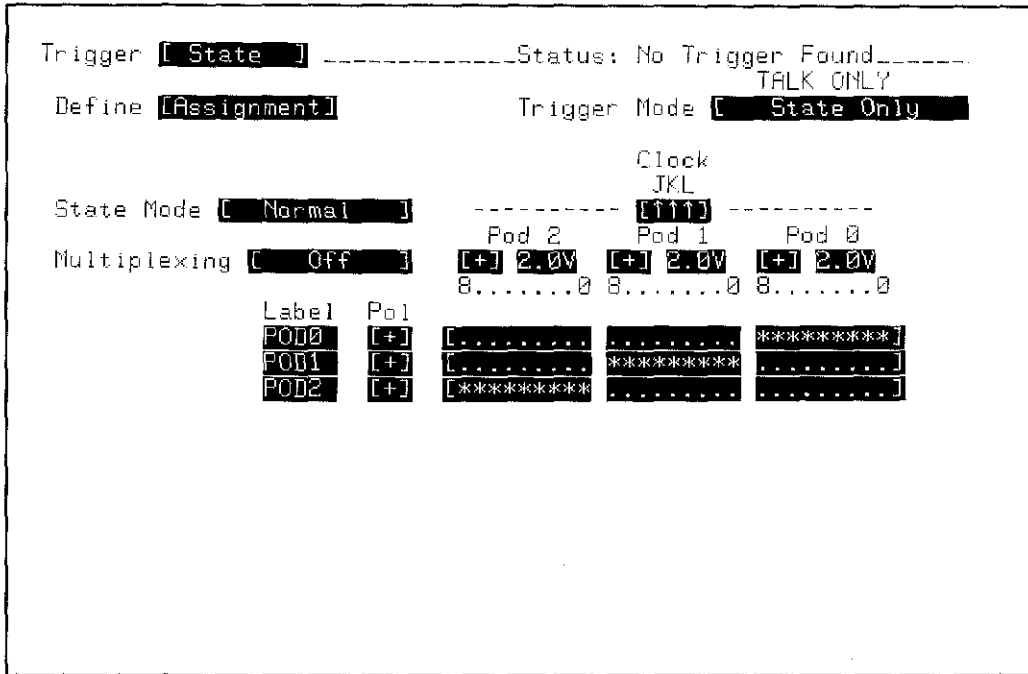 Trigger [ State ] _____________Status: No Trigger Found_______
TALK ONLY
Define [Assignment] Trigger Mode [ State Only
Clock
JKL
State Mode [ Normal ] ---------- [↑↑↑] ----------
Pod 2 Pod 1 Pod 0
Multiplexing [ Off ] [+] 2.0V [+] 2.0V [+] 2.0V
8.......0 8.......0 8.......0
Label Pol
POD0 [+] [......... ......... *********]
POD1 [+] [......... ********* .........]
POD2 [+] [********* ......... .........]